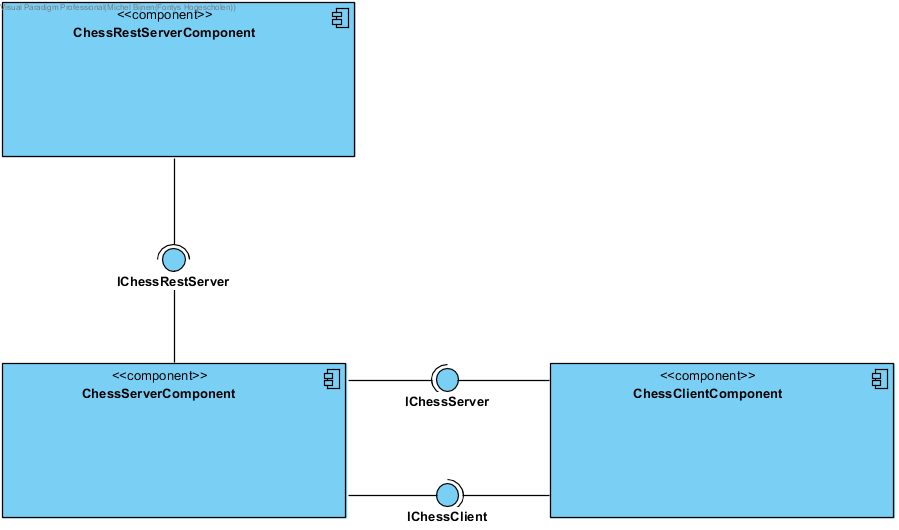 Visual Paradigm Professional(Michel Bijnen(Fontys Hogescholen))
<<component>>
ChessRestServerComponent
IChessRestServer
<<component>>
ChessServerComponent
IChessServer
<<component>>
ChessClientComponent
IChessClient